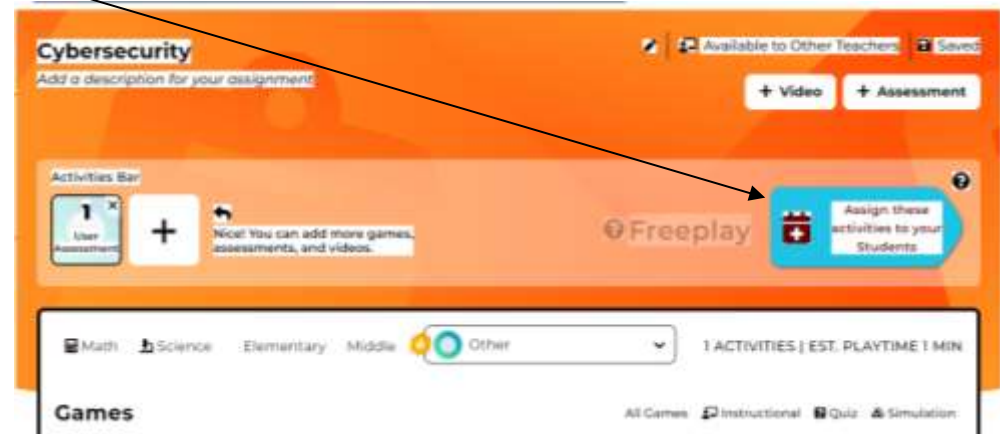 Cybersecurity
Available to Other Teachers
Saved
Add a description for your assignment
+ Video
+ Assessment
Activities Bar
1
×
User
Assessment
+
Nice! You can add more games,
assessments, and videos.
Freeplay
Assign these
activities to your
Students
Math
Science
Elementary
Middle
Other
1 ACTIVITIES | EST. PLAYTIME 1 MIN
Games
All Games
Instructional
Quiz
Simulation